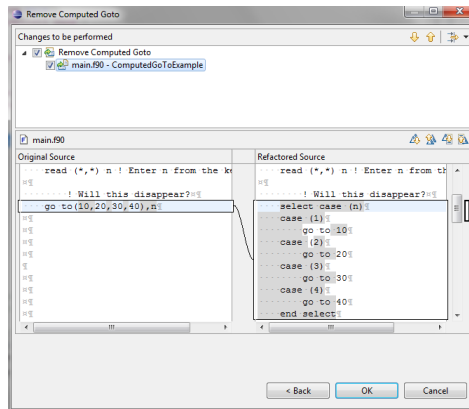 Remove Computed Goto
Changes to be performed
Remove Computed Goto
main.f90 - ComputedGoToExample
main.f90
Original Source
Refactored Source
read (*,*) n ! Enter n from the ke
! Will this disappear?¤¶
go to(10,20,30,40),n¶
¤¶
¤¶
¤¶
¶
¤¶
¤¶
¤¶
¤¶
read (*,*) n ! Enter n from th
¤¶
! Will this disappear?¤¶
select case (n)¶
case (1)¶
go to 10¶
case (2)¶
go to 20¶
case (3)¶
go to 30¶
case (4)¶
go to 40¶
end select¶
< Back
OK
Cancel